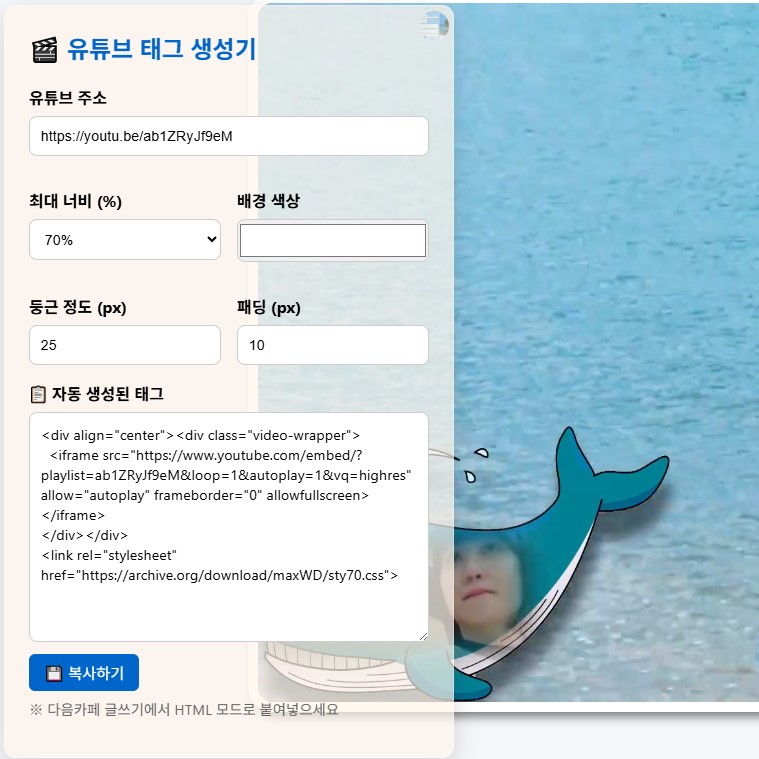 🎬 유튜브 태그 생성기
유튜브 주소
https://youtu.be/ab1ZRyJf9eM
최대 너비 (%)
배경 색상
70%
둥근 정도 (px)
패딩 (px)
25
10
📋 자동 생성된 태그
<div align="center"><div class="video-wrapper">
<iframe src="https://www.youtube.com/embed/?
playlist=ab1ZRyJf9eM&loop=1&autoplay=1&vq=highres"
allow="autoplay" frameborder="0" allowfullscreen>
</iframe>
</div></div>
<link rel="stylesheet"
href="https://archive.org/download/maxWD/sty70.css">
💾 복사하기
※ 다음카페 글쓰기에서 HTML 모드로 붙여넣으세요